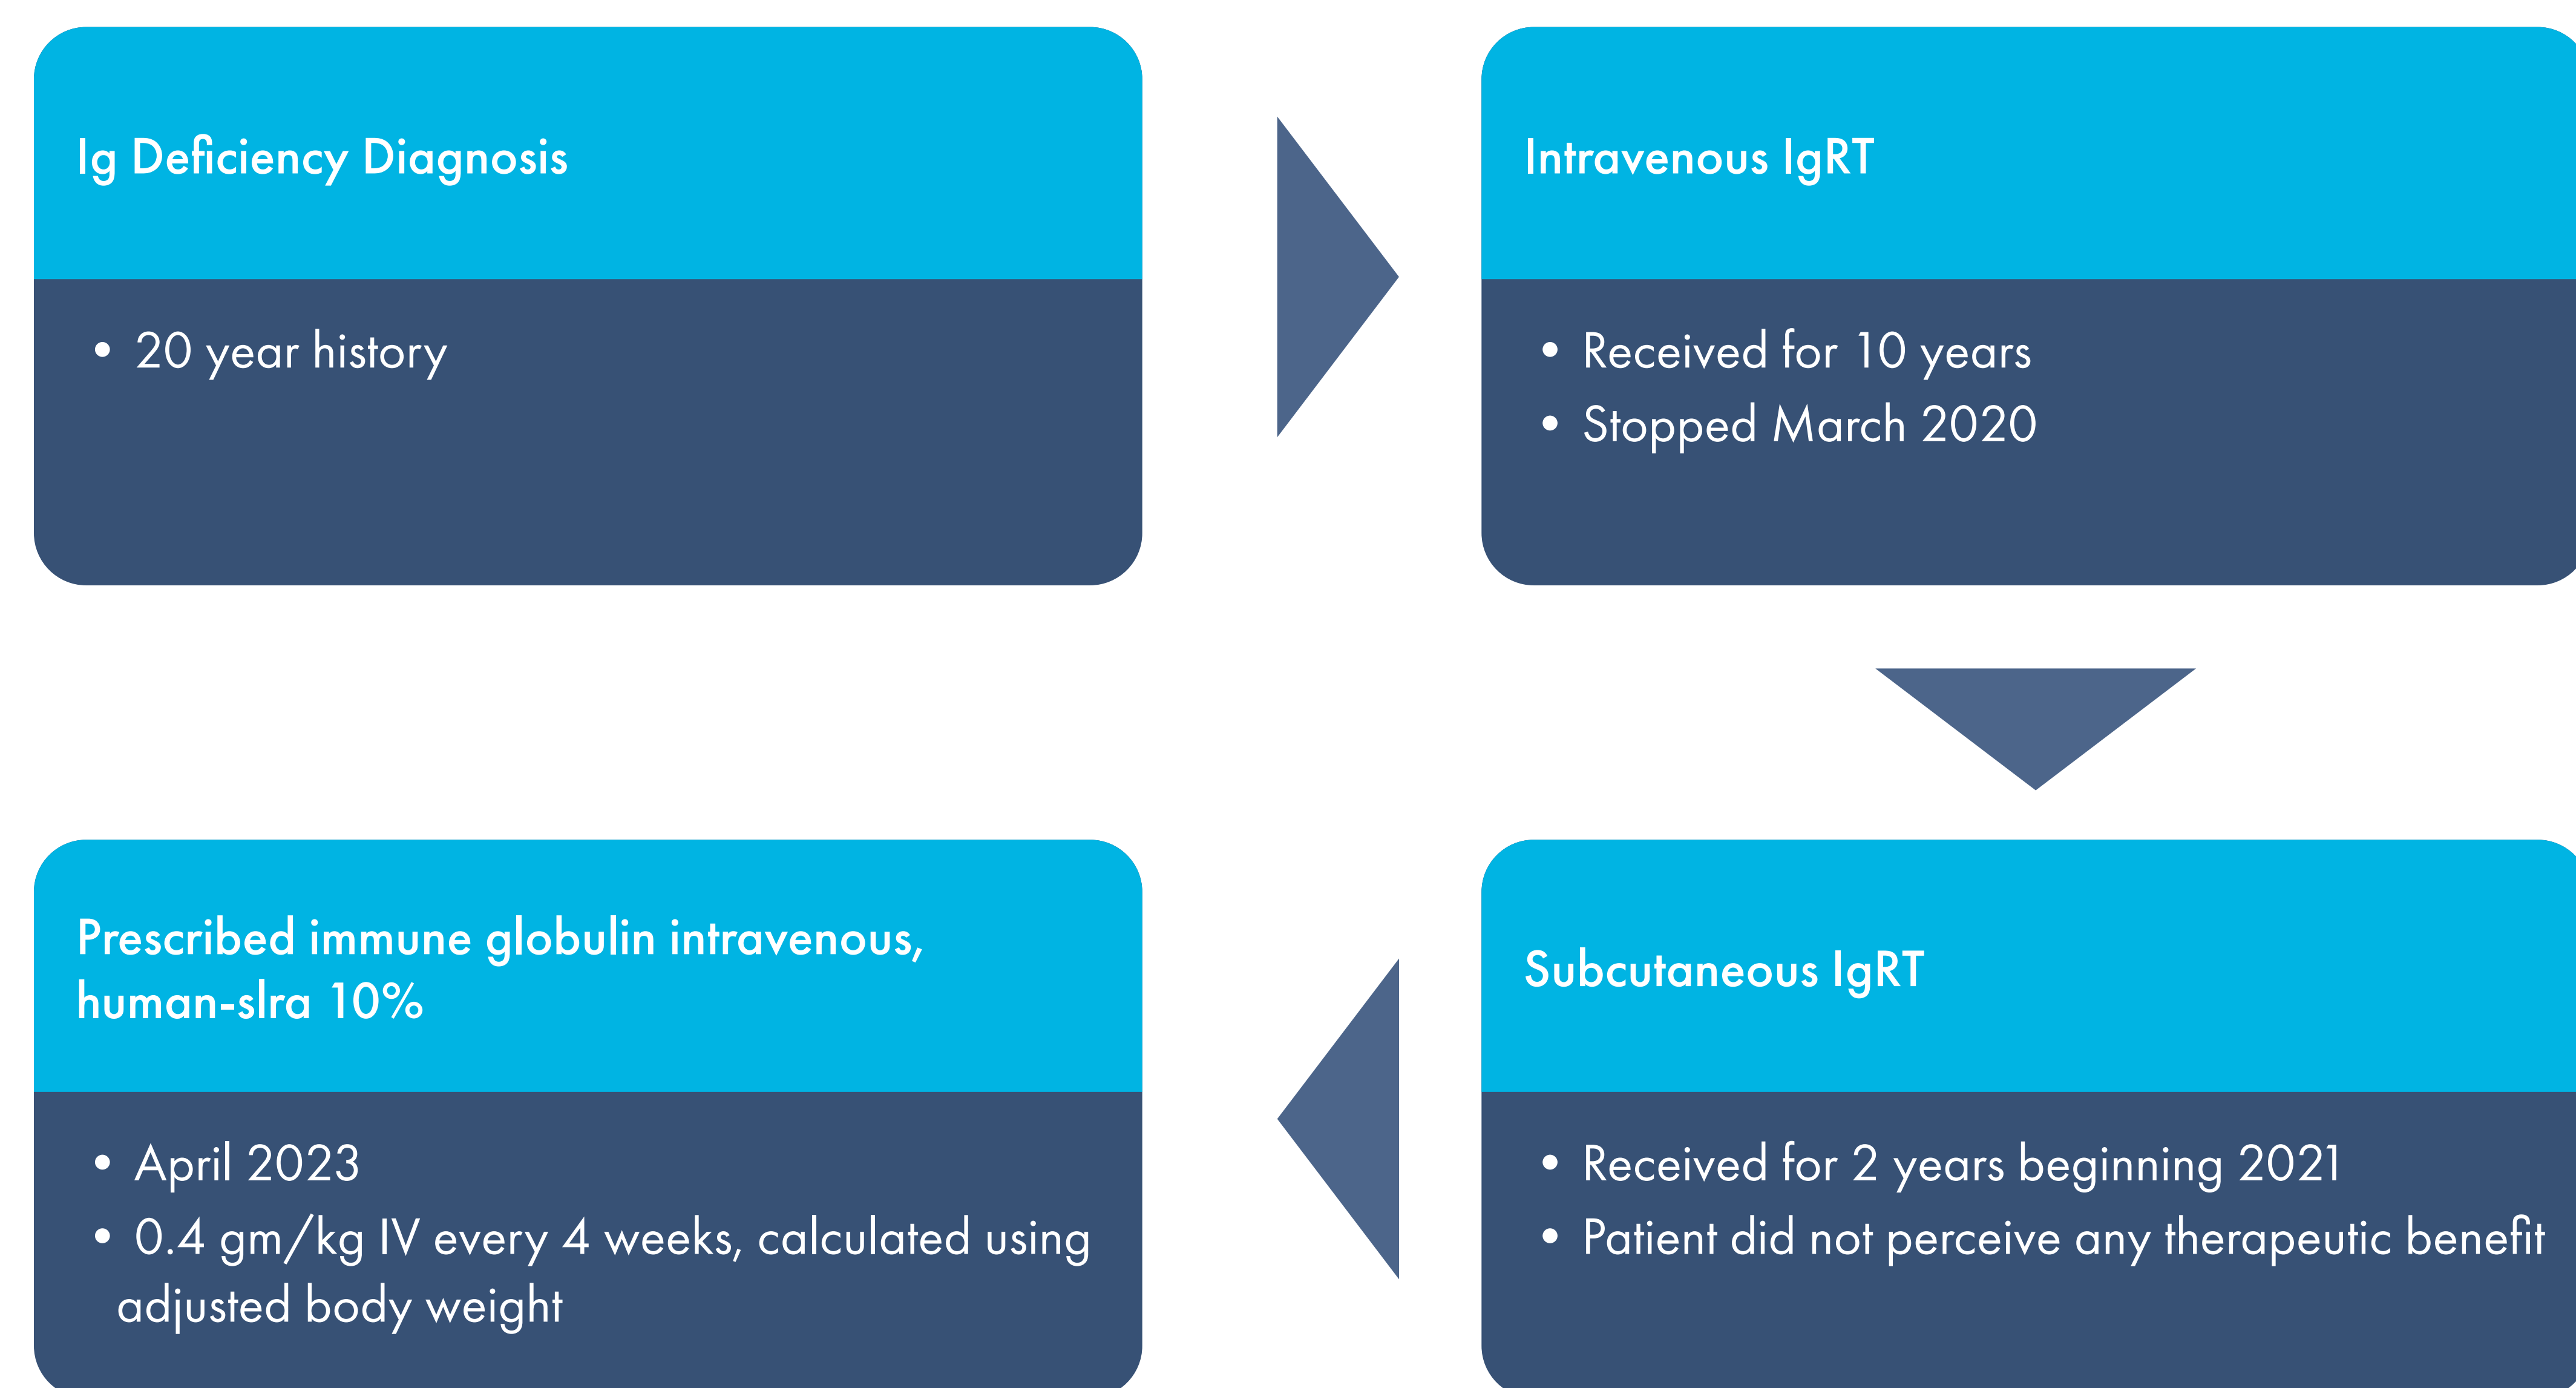 Ig Deficiency Diagnosis
• 20 year history
Intravenous IgRT
• Received for 10 years
• Stopped March 2020
Subcutaneous IgRT
• Received for 2 years beginning 2021
• Patient did not perceive any therapeutic benefit
Prescribed immune globulin intravenous,
human-slra 10%
• April 2023
• 0.4 gm/kg IV every 4 weeks, calculated using
adjusted body weight